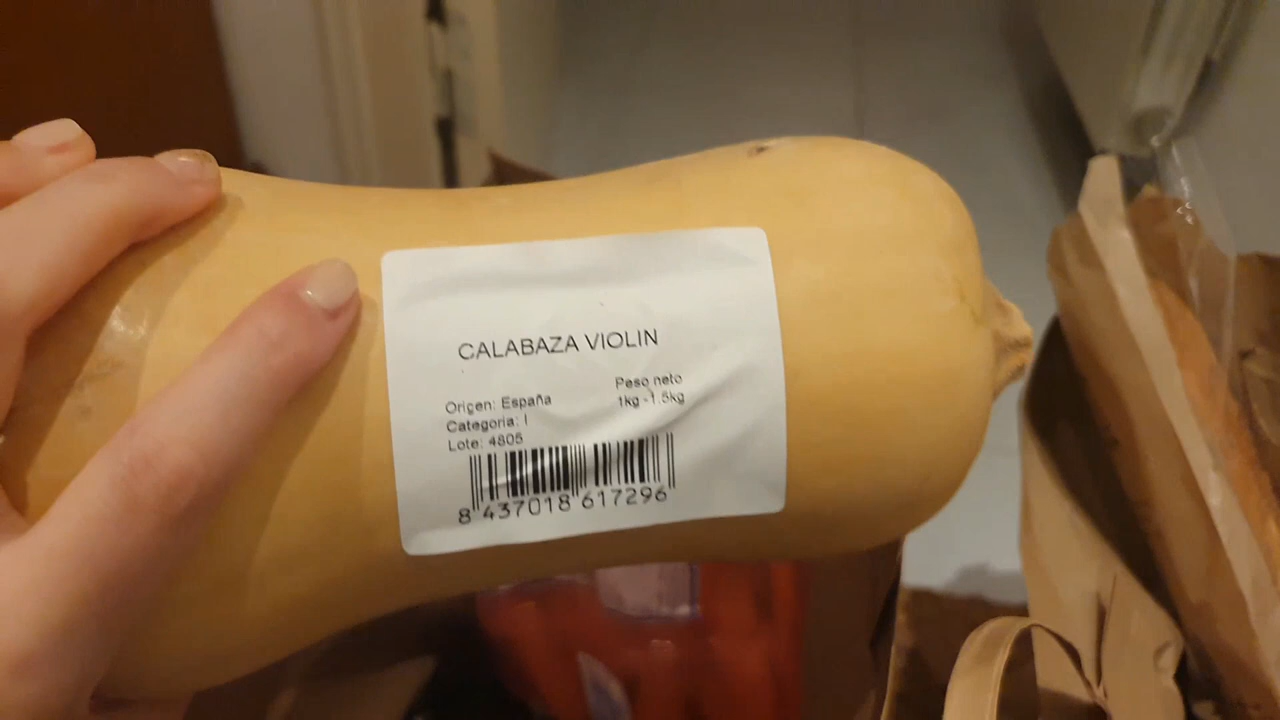 CALABAZA VIOLIN
Peso neto
Origen: España
1kg -1.5kg
Categoria: I
Lote: 4805
8 437018 617296